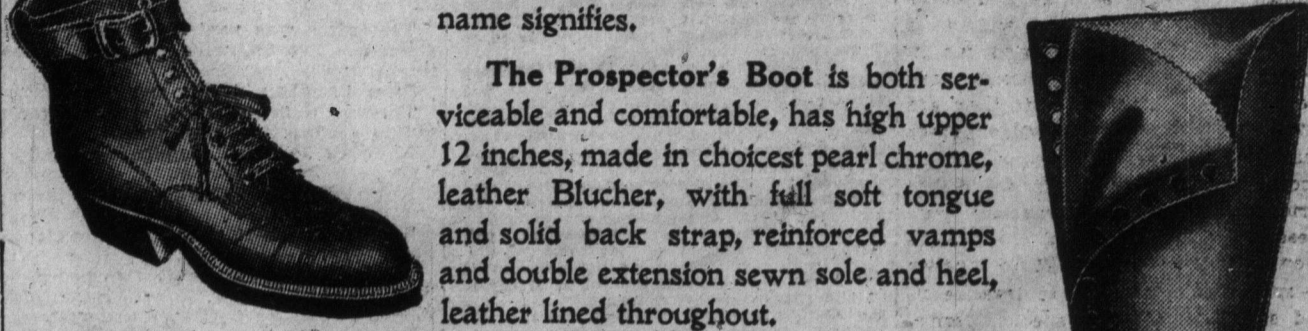 name signifies.
The Prospector's Boot is both ser-
viceable and comfortable, has high upper
12 inches, made in choicest pearl chrome,
leather Blucher, with full soft tongue
and solid back strap, reinforced vamps
and double extension sewn sole and heel,
leather lined throughout.